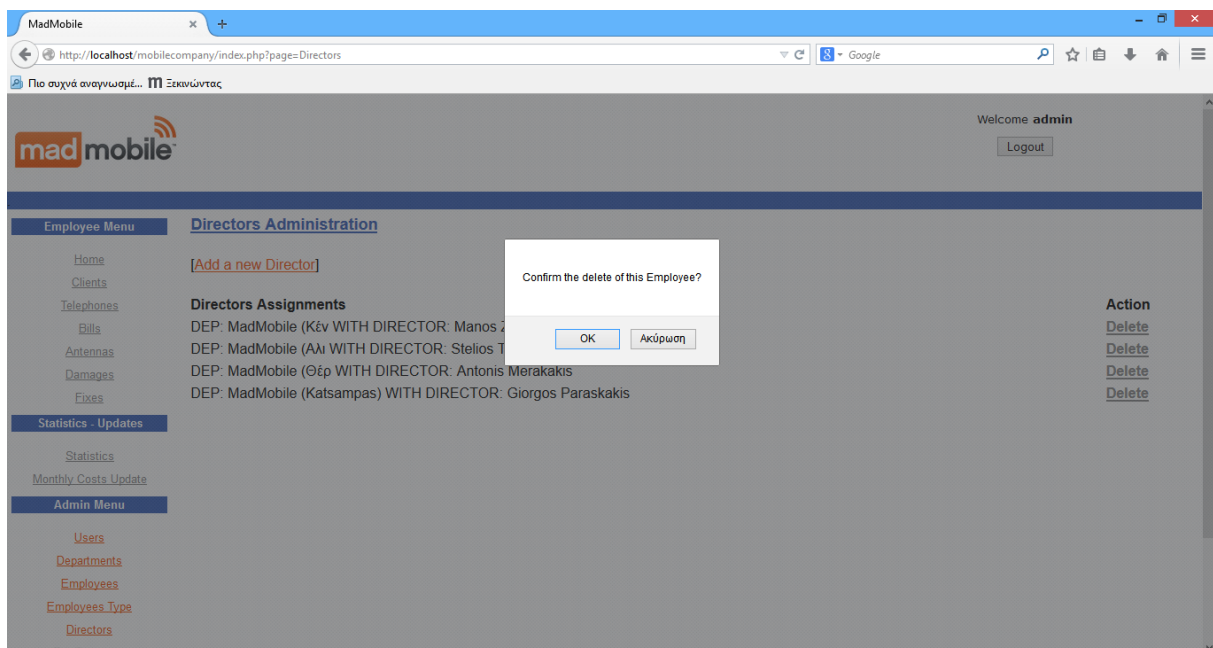 MadMobile
http://localhost/mobilecompany/index.php?page=Directors
Google
Πιο συχνά αναγνωσμέ... Ξεκινώντας
mad mobile
Welcome admin
Logout
Employee Menu
Home
Clients
Telephones
Bills
Antennas
Damages
Fixes
Statistics - Updates
Statistics
Monthly Costs Update
Admin Menu
Users
Departments
Employees
Employees Type
Directors
Directors Administration
[Add a new Director]
Directors Assignments Action
DEP: MadMobile (Κέν WITH DIRECTOR: Manos Delete
DEP: MadMobile (Αλι WITH DIRECTOR: Stelios Delete
DEP: MadMobile (Θέρ WITH DIRECTOR: Antonis Merakakis Delete
DEP: MadMobile (Katsampas) WITH DIRECTOR: Giorgos Paraskakis Delete
Confirm the delete of this Employee?
OK Ακύρωση